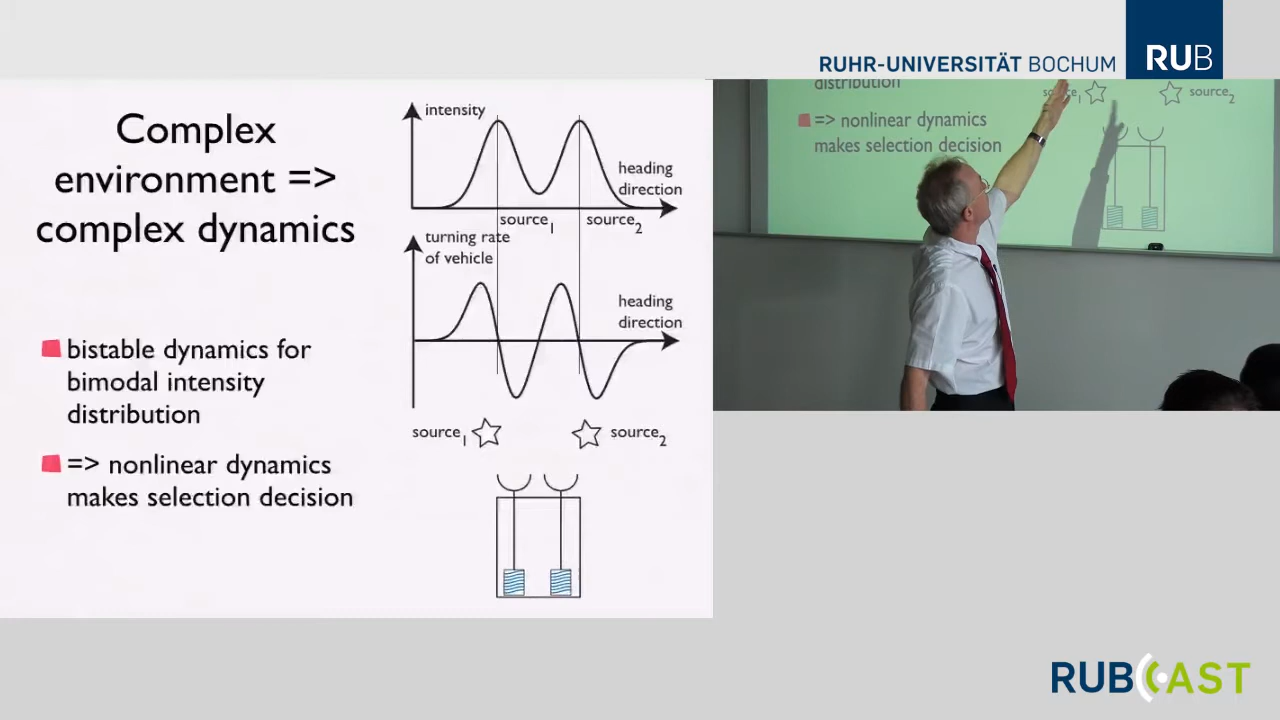 RUHR-UNIVERSITÄT BOCHUM
RUB
Complex
environment =>
complex dynamics
bistable dynamics for
bimodal intensity
distribution
=> nonlinear dynamics
makes selection decision
intensity
heading
direction
source1
source2
turning rate
of vehicle
heading
direction
source1
source2
distribution
=> nonlinear dynamics
makes selection decision
source2
RUBCAST